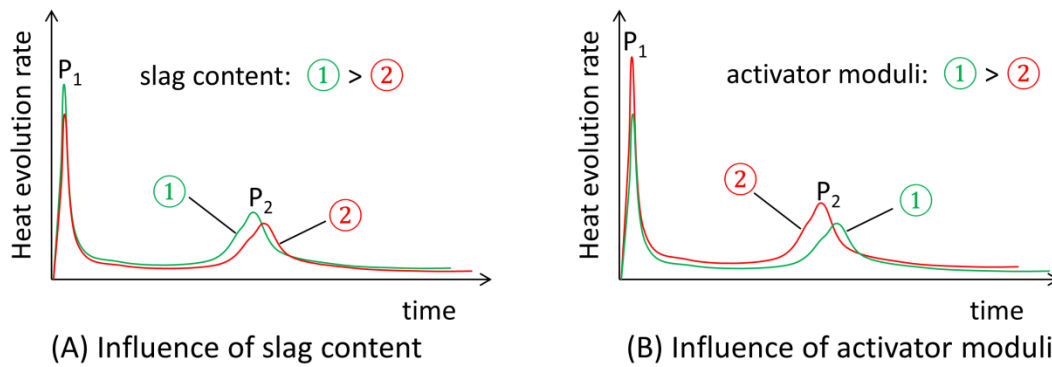 Heat evolution rate
P1
slag content: ① > ②
①
P2
②
time
(A) Influence of slag content
Heat evolution rate
P1
activator moduli: ① > ②
②
P2
①
time
(B) Influence of activator moduli